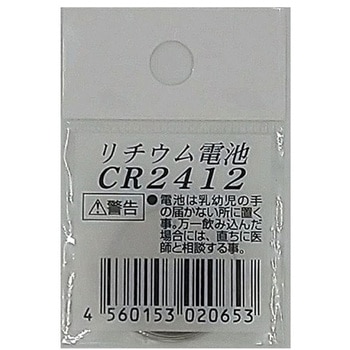 リチウム電池
CR2412
⚠警告
●電池は乳幼児の手
の届かない所に置く
事。万一飲み込んだ
場合には、直ちに医
師と相談する事。
4 560153 020653